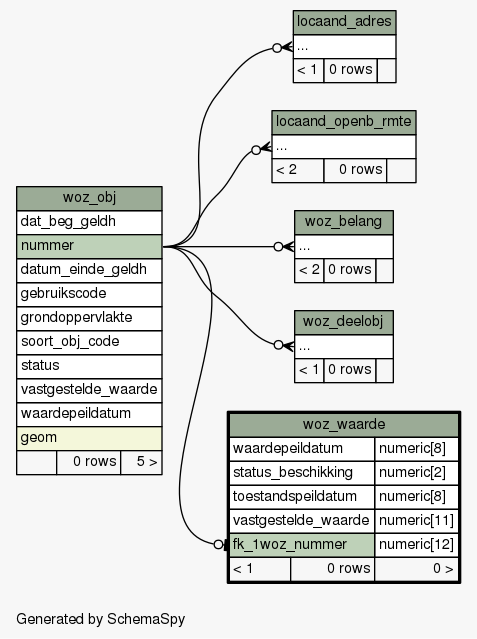 locaand_adres
...
< 1 0 rows
locaand_openb_rmte
...
< 2 0 rows
woz_obj
dat_beg_geldh
nummer
datum_einde_geldh
gebruikscode
grondoppervlakte
soort_obj_code
status
vastgestelde_waarde
waardepeildatum
geom
0 rows 5 >
woz_belang
...
< 2 0 rows
woz_deelobj
...
< 1 0 rows
woz_waarde
waardepeildatum numeric[8]
status_beschikking numeric[2]
toestandspeildatum numeric[8]
vastgestelde_waarde numeric[11]
fk_1woz_nummer numeric[12]
< 1 0 rows 0 >
Generated by SchemaSpy